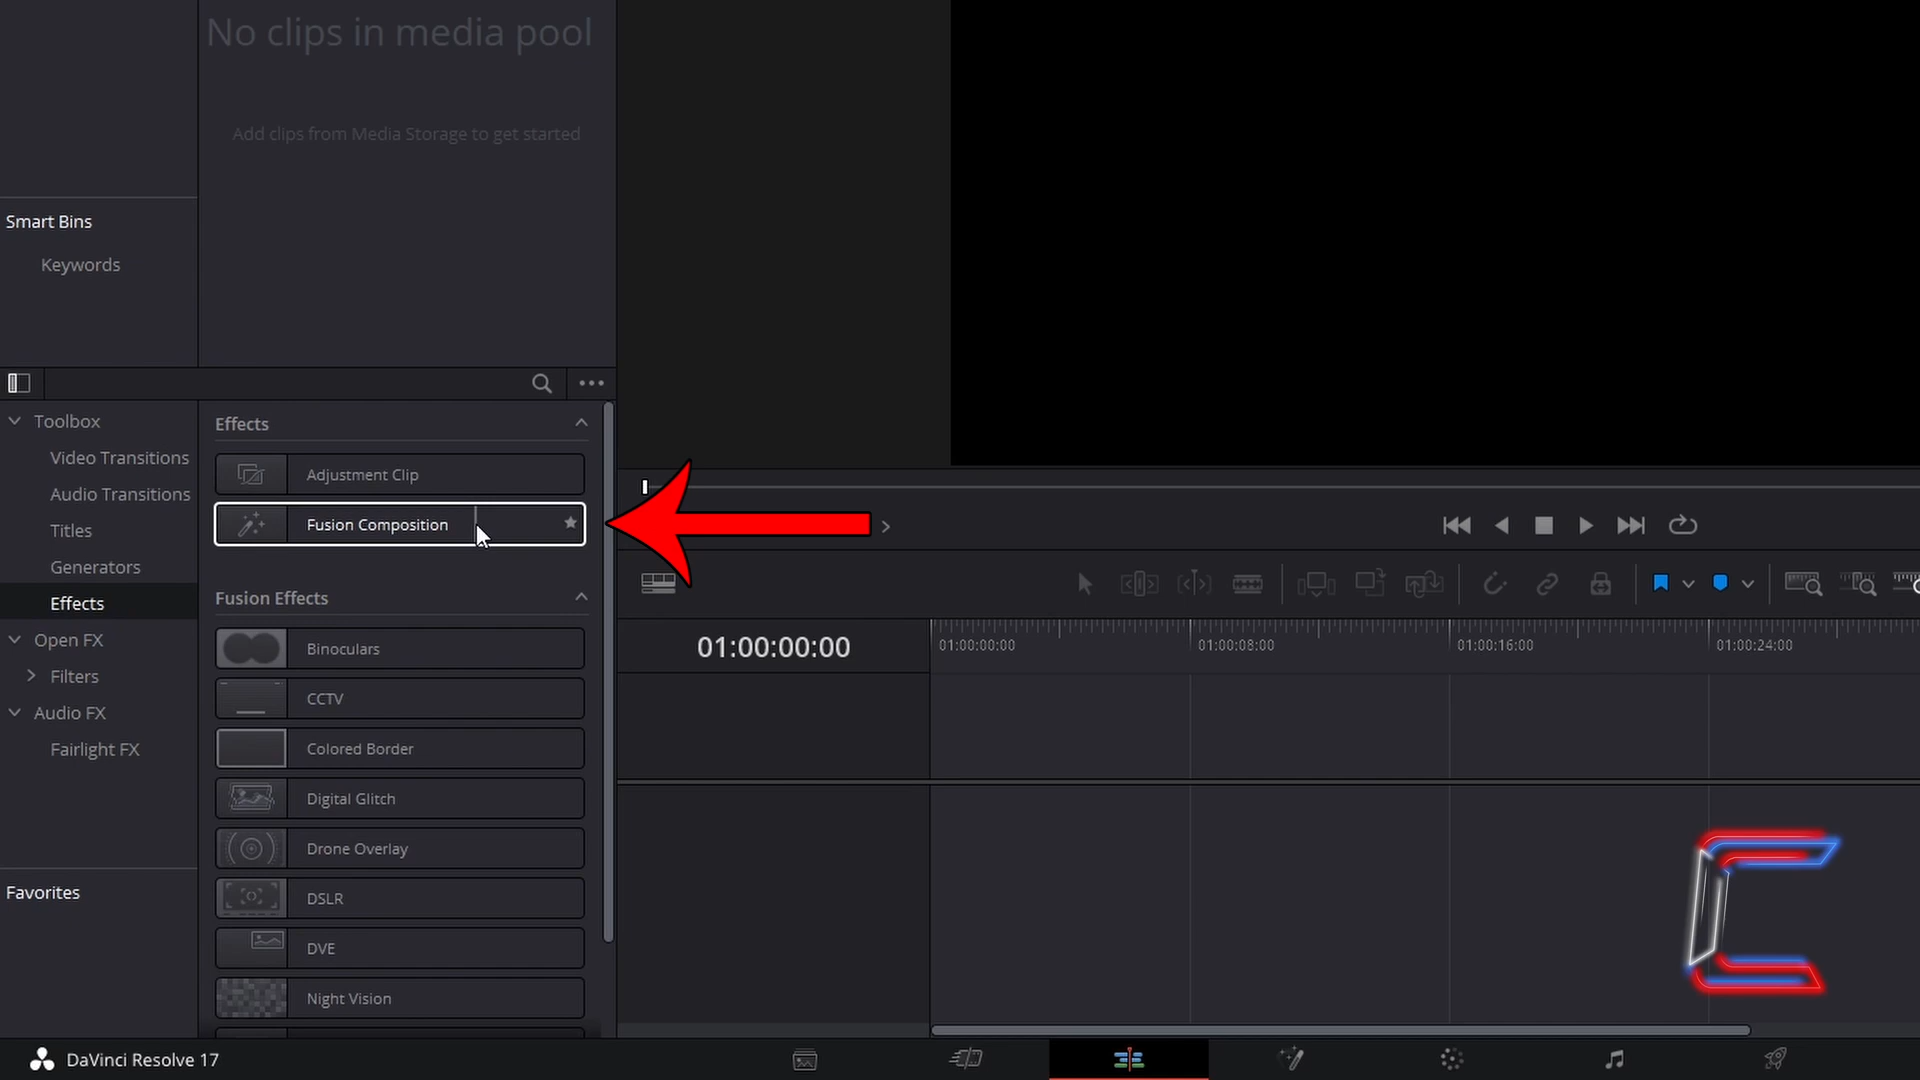 No clips in media pool
Add clips from Media Storage to get started
Smart Bins
Keywords
Toolbox
Video Transitions
Audio Transitions
Titles
Generators
Effects
Open FX
Filters
Audio FX
Fairlight FX
Favorites
Effects
Adjustment Clip
Fusion Composition
Fusion Effects
Binoculars
CCTV
Colored Border
Digital Glitch
Drone Overlay
DSLR
DVE
Night Vision
01:00:00:00
01:00:00:00
01:00:08:00
01:00:16:00
01:00:24:00
C
DaVinci Resolve 17